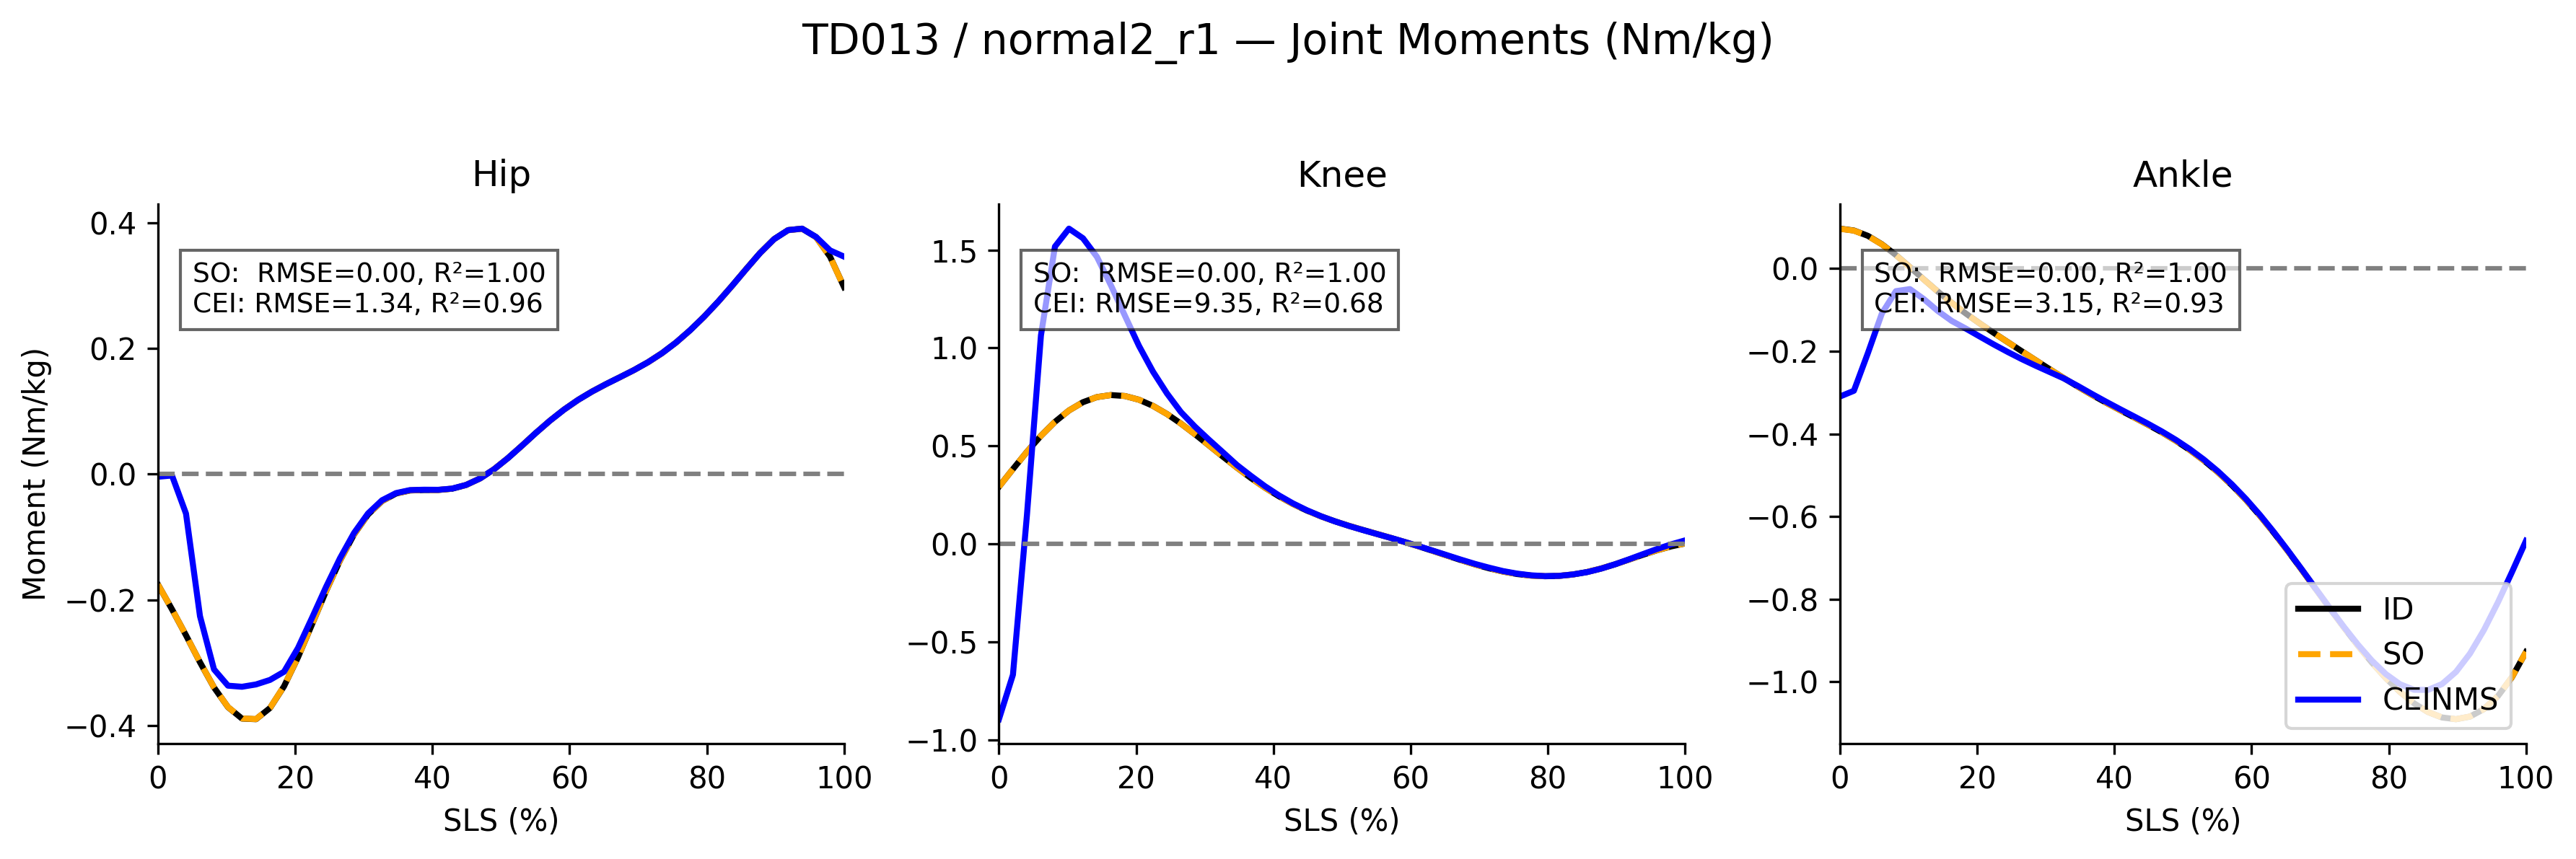 TD013 / normal2_r1 — Joint Moments (Nm/kg)
Hip
Moment (Nm/kg)
0.4
0.2
0.0
−0.2
−0.4
SO:  RMSE=0.00, R²=1.00
CEI: RMSE=1.34, R²=0.96
0 20 40 60 80 100
SLS (%)
Knee
1.5
1.0
0.5
0.0
−0.5
−1.0
SO:  RMSE=0.00, R²=1.00
CEI: RMSE=9.35, R²=0.68
0 20 40 60 80 100
SLS (%)
Ankle
0.0
−0.2
−0.4
−0.6
−0.8
−1.0
SO:  RMSE=0.00, R²=1.00
CEI: RMSE=3.15, R²=0.93
ID
SO
CEINMS
0 20 40 60 80 100
SLS (%)